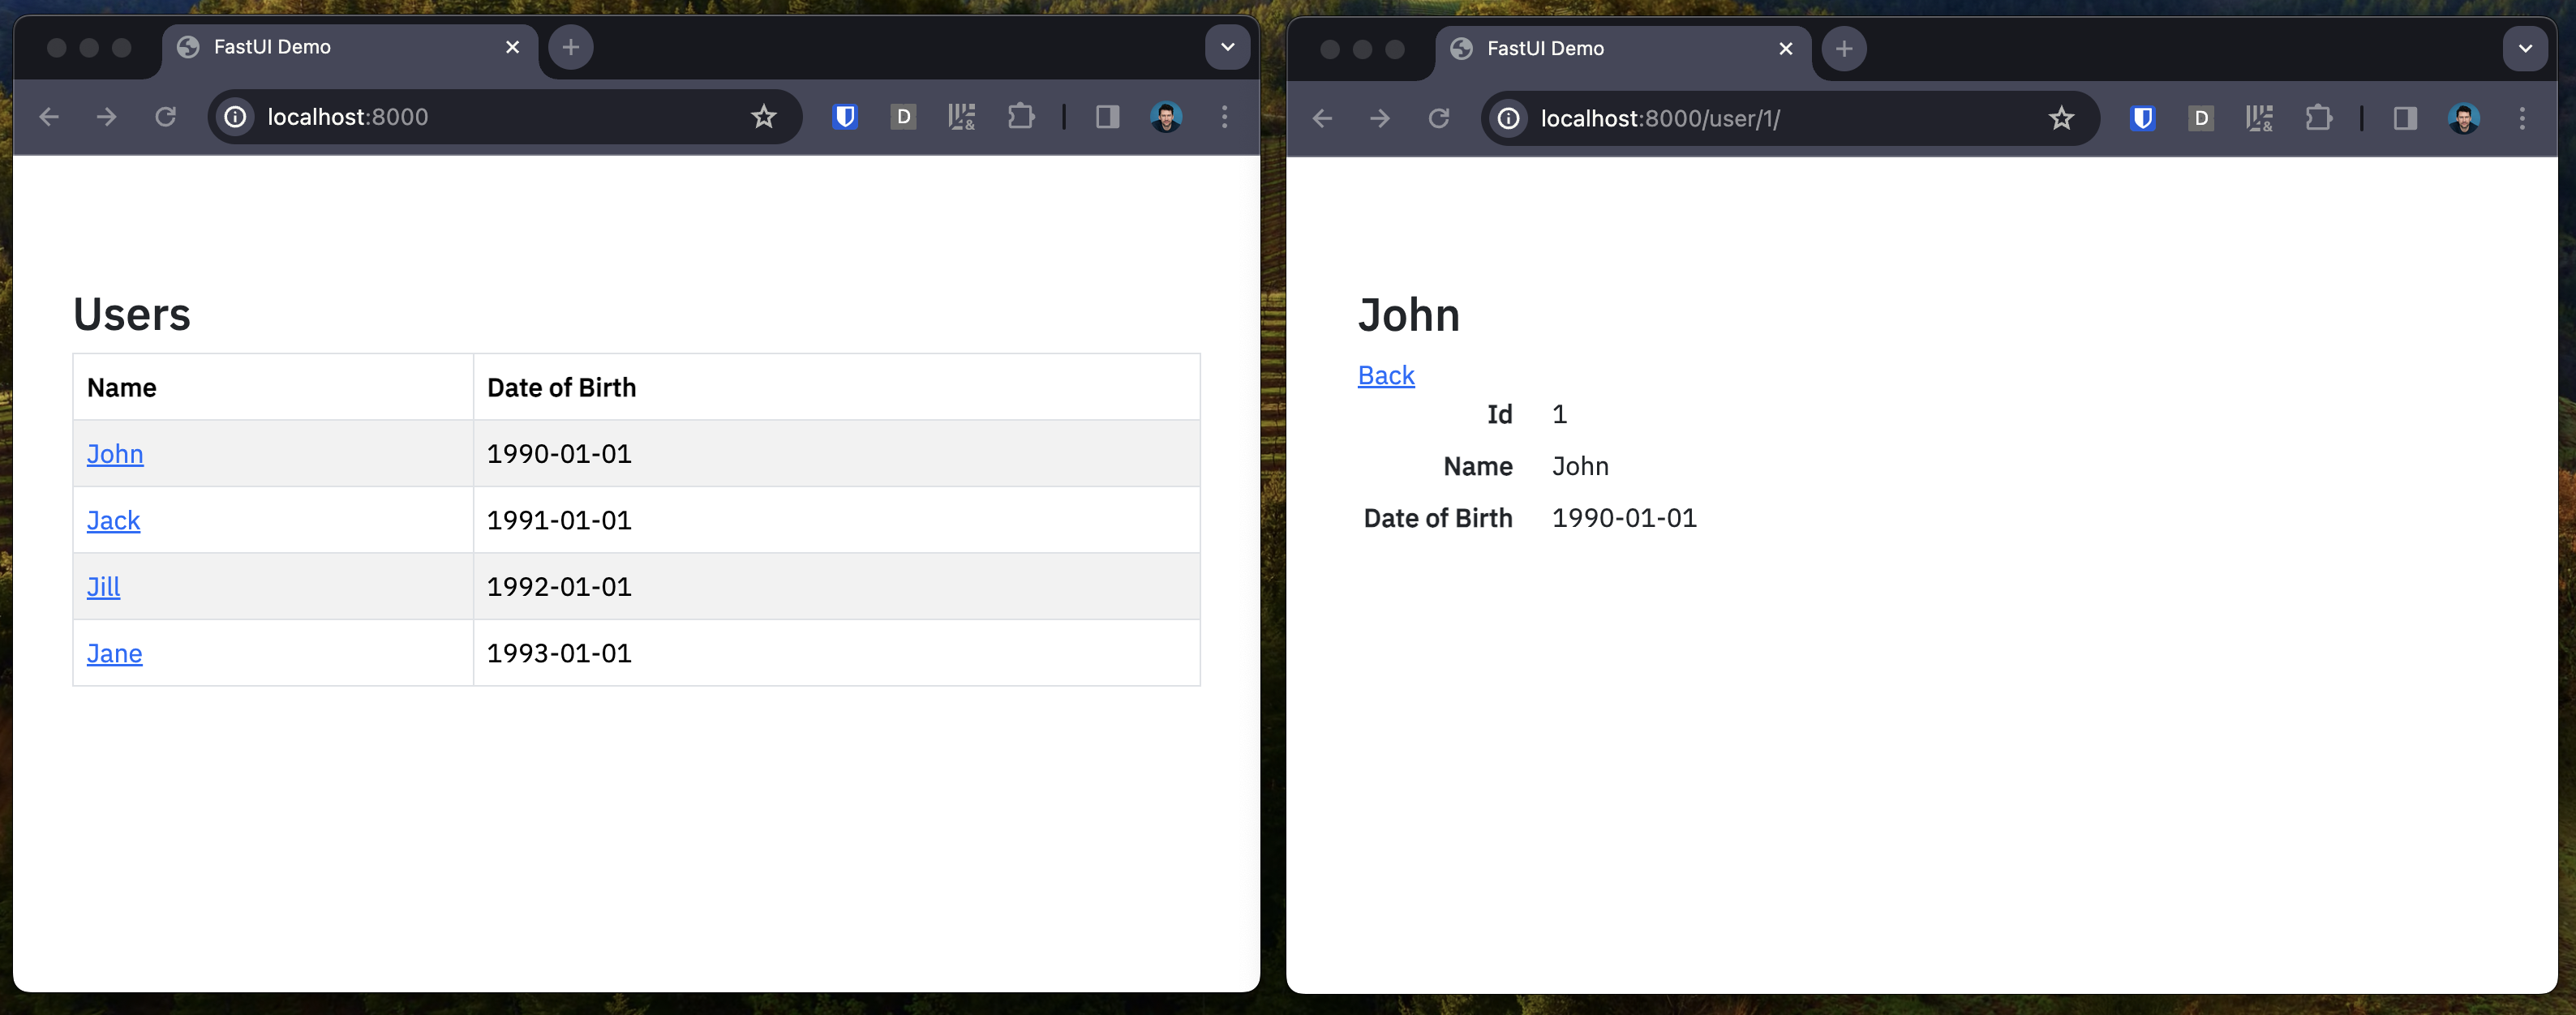 FastUI Demo
localhost:8000
D
&
Users
Name Date of Birth
John 1990-01-01
Jack 1991-01-01
Jill 1992-01-01
Jane 1993-01-01
FastUI Demo
localhost:8000/user/1/
D
&
John
Back
Id 1
Name John
Date of Birth 1990-01-01